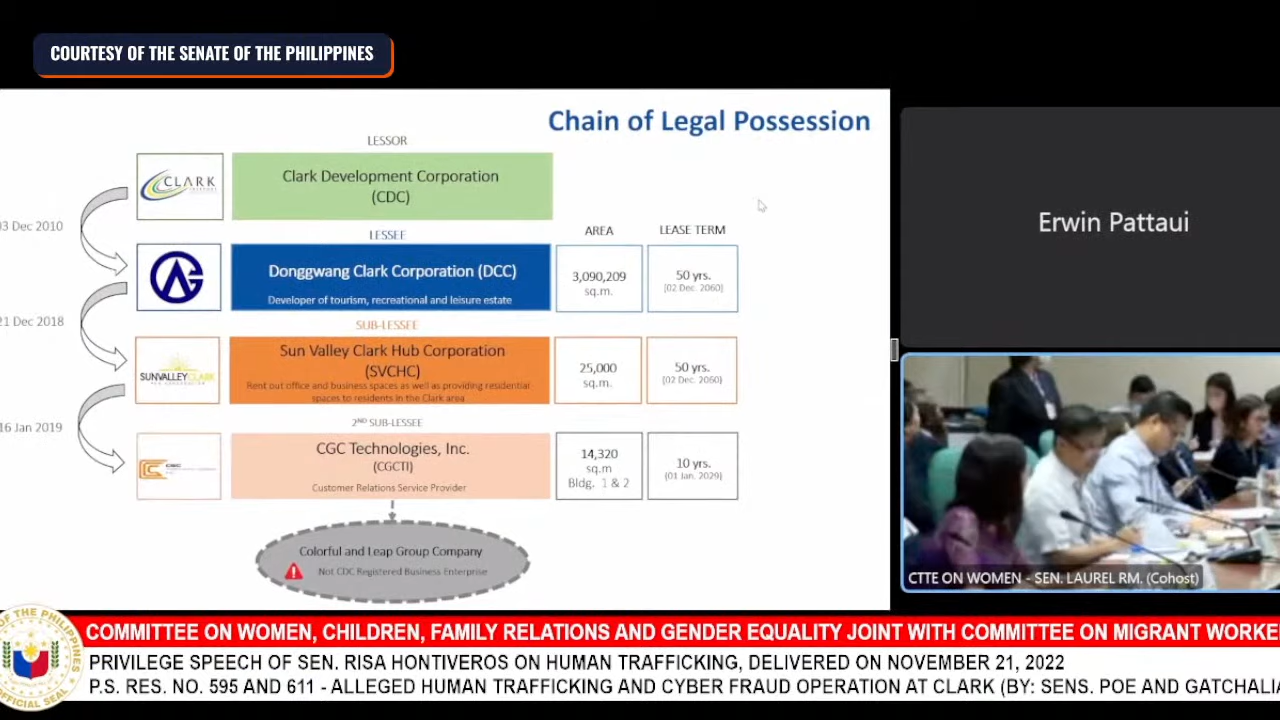 COURTESY OF THE SENATE OF THE PHILIPPINES
Chain of Legal Possession
LESSOR
CLARK
Clark Development Corporation
(CDC)
3 Dec 2010
LESSEE
AREA
LEASE TERM
Donggwang Clark Corporation (DCC)
Developer of tourism, recreational and leisure estate
3,090,209
sq.m.
50 yrs.
(02 Dec. 2060)
21 Dec 2018
SUB-LESSEE
SUNVALLEY CLARK
Sun Valley Clark Hub Corporation
(SVCHC)
Rent out office and business spaces as well as providing residential
spaces to residents in the Clark area
25,000
sq.m.
50 yrs.
(02 Dec. 2060)
16 Jan 2019
2ND SUB-LESSEE
CGC Technologies, Inc.
(CGCTI)
Customer Relations Service Provider
14,320
sq.m
Bldg. 1 & 2
10 yrs.
(01 Jan. 2029)
Colorful and Leap Group Company
Not CDC Registered Business Enterprise
Erwin Pattaui
CTTE ON WOMEN - SEN. LAUREL RM. (Cohost)
OF THE PHILIPPINES
OFFICIAL SEAL
COMMITTEE ON WOMEN, CHILDREN, FAMILY RELATIONS AND GENDER EQUALITY JOINT WITH COMMITTEE ON MIGRANT WORKE
PRIVILEGE SPEECH OF SEN. RISA HONTIVEROS ON HUMAN TRAFFICKING, DELIVERED ON NOVEMBER 21, 2022
P.S. RES. NO. 595 AND 611 - ALLEGED HUMAN TRAFFICKING AND CYBER FRAUD OPERATION AT CLARK (BY: SENS. POE AND GATCHALIA